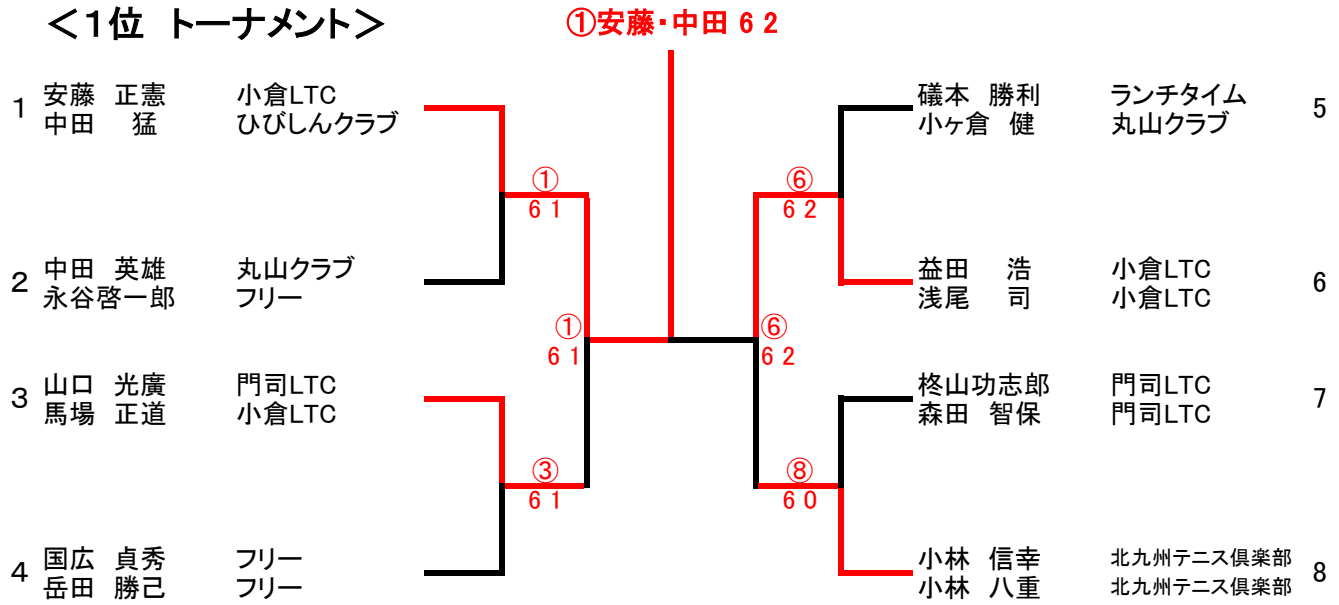 ＜１位 トーナメント＞
①安藤・中田 6 2
1 安藤 正憲 小倉LTC
中田 猛 ひびしんクラブ
①
6 1
2 中田 英雄 丸山クラブ
永谷啓一郎 フリー
①
6 1
3 山口 光廣 門司LTC
馬場 正道 小倉LTC
③
6 1
4 国広 貞秀 フリー
岳田 勝己 フリー
礒本 勝利 ランチタイム 5
小ヶ倉 健 丸山クラブ
⑥
6 2
益田 浩 小倉LTC 6
浅尾 司 小倉LTC
⑥
6 2
柊山功志郎 門司LTC 7
森田 智保 門司LTC
⑧
6 0
小林 信幸 北九州テニス倶楽部 8
小林 八重 北九州テニス倶楽部